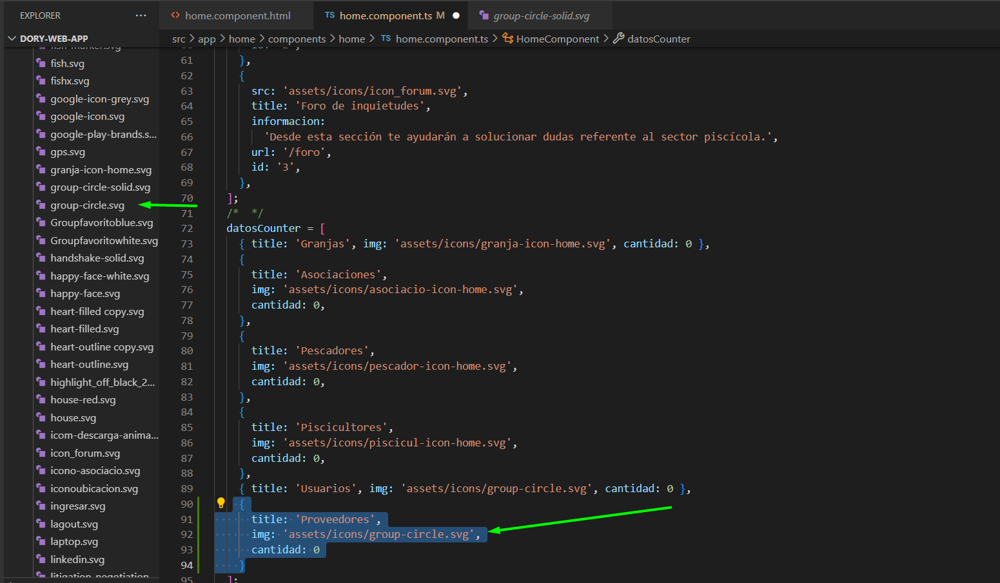 EXPLORER
···
home.component.html
TS home.component.ts M
group-circle-solid.svg
DORY-WEB-APP
src > app > home > components > home > TS home.component.ts > HomeComponent > datosCounter
fish-marker.svg
fish.svg
fishx.svg
google-icon-grey.svg
google-icon.svg
google-play-brands.s...
gps.svg
granja-icon-home.svg
group-circle-solid.svg
group-circle.svg
Groupfavoritoblue.svg
Groupfavoritowhite.svg
handshake-solid.svg
happy-face-white.svg
happy-face.svg
heart-filled copy.svg
heart-filled.svg
heart-outline copy.svg
heart-outline.svg
highlight_off_black_2...
house-red.svg
house.svg
icom-descarga-anima...
icon_forum.svg
icono-asociacio.svg
iconoubicacion.svg
ingresar.svg
lagout.svg
laptop.svg
linkedin.svg
litigation-negotiation
60 id: '2',
61 },
62 {
63 src: 'assets/icons/icon_forum.svg',
64 title: 'Foro de inquietudes',
65 informacion:
66 'Desde esta sección te ayudarán a solucionar dudas referente al sector piscícola.',
67 url: '/foro',
68 id: '3',
69 },
70 ];
71 /*  */
72 datosCounter = [
73 { title: 'Granjas', img: 'assets/icons/granja-icon-home.svg', cantidad: 0 },
74 {
75 title: 'Asociaciones',
76 img: 'assets/icons/asociacio-icon-home.svg',
77 cantidad: 0,
78 },
79 {
80 title: 'Pescadores',
81 img: 'assets/icons/pescador-icon-home.svg',
82 cantidad: 0,
83 },
84 {
85 title: 'Piscicultores',
86 img: 'assets/icons/piscicul-icon-home.svg',
87 cantidad: 0,
88 },
89 { title: 'Usuarios', img: 'assets/icons/group-circle.svg', cantidad: 0 },
90 {
91 title: 'Proveedores',
92 img: 'assets/icons/group-circle.svg',
93 cantidad: 0
94 }
95 ];